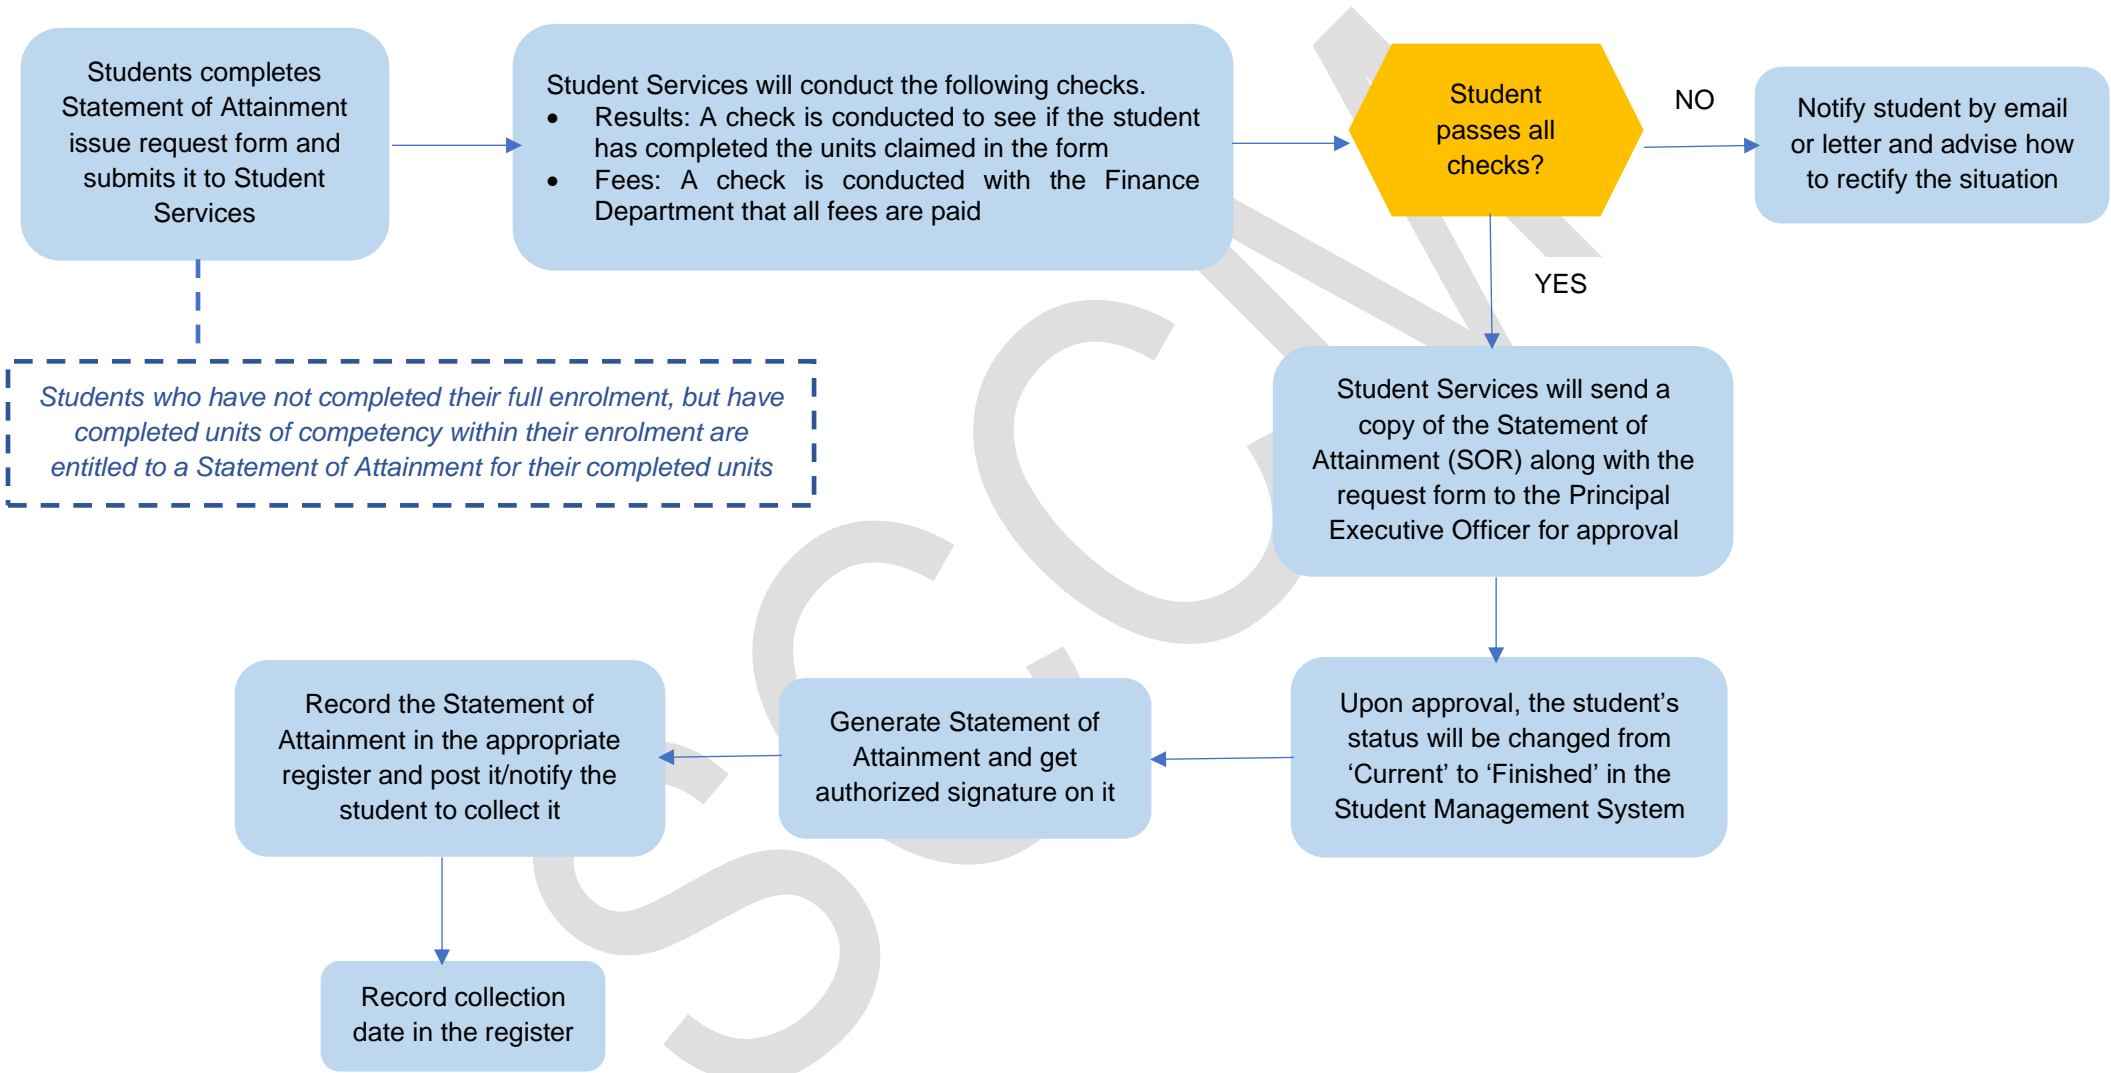 Students completes
Statement of Attainment
issue request form and
submits it to Student
Services
Student Services will conduct the following checks.
• Results: A check is conducted to see if the student
has completed the units claimed in the form
• Fees: A check is conducted with the Finance
Department that all fees are paid
Student
passes all
checks?
NO
Notify student by email
or letter and advise how
to rectify the situation
YES
Students who have not completed their full enrolment, but have
completed units of competency within their enrolment are
entitled to a Statement of Attainment for their completed units
Student Services will send a
copy of the Statement of
Attainment (SOR) along with the
request form to the Principal
Executive Officer for approval
Upon approval, the student’s
status will be changed from
‘Current’ to ‘Finished’ in the
Student Management System
Generate Statement of
Attainment and get
authorized signature on it
Record the Statement of
Attainment in the appropriate
register and post it/notify the
student to collect it
Record collection
date in the register